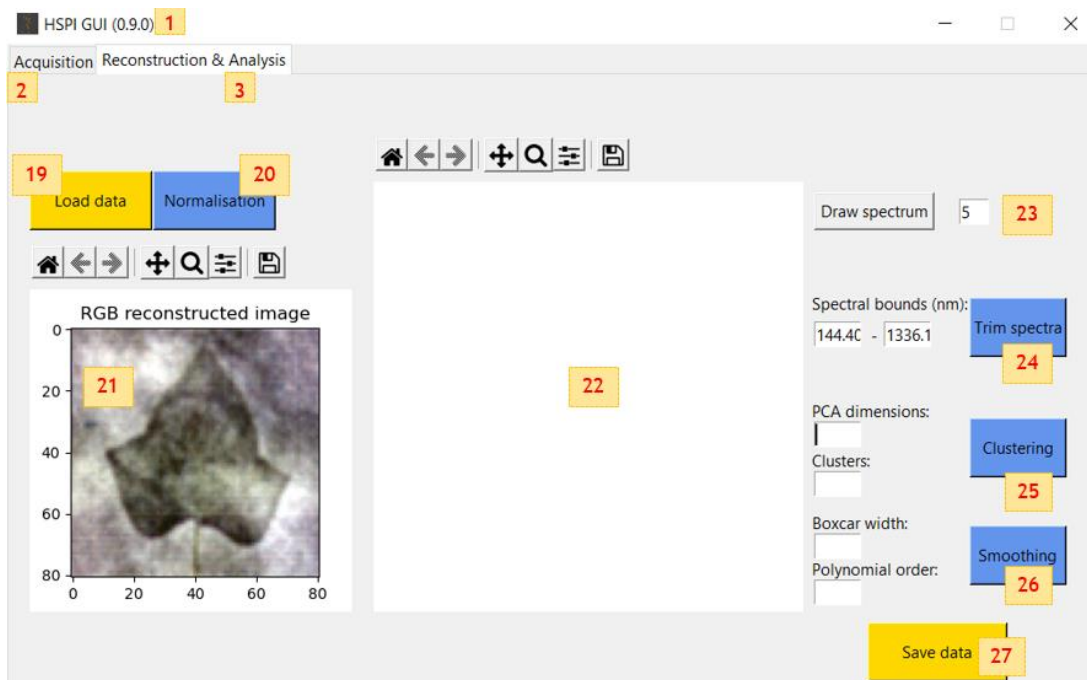 HSPI GUI (0.9.0) 1
Acquisition Reconstruction & Analysis
2 3
19 20
Load data Normalisation
Draw spectrum 5 23
RGB reconstructed image
0
20
40
60
80
0 20 40 60 80
21
22
Spectral bounds (nm):
144.40 - 1336.1 Trim spectra
24
PCA dimensions:
Clusters:
Clustering
25
Boxcar width:
Polynomial order:
Smoothing
26
Save data 27